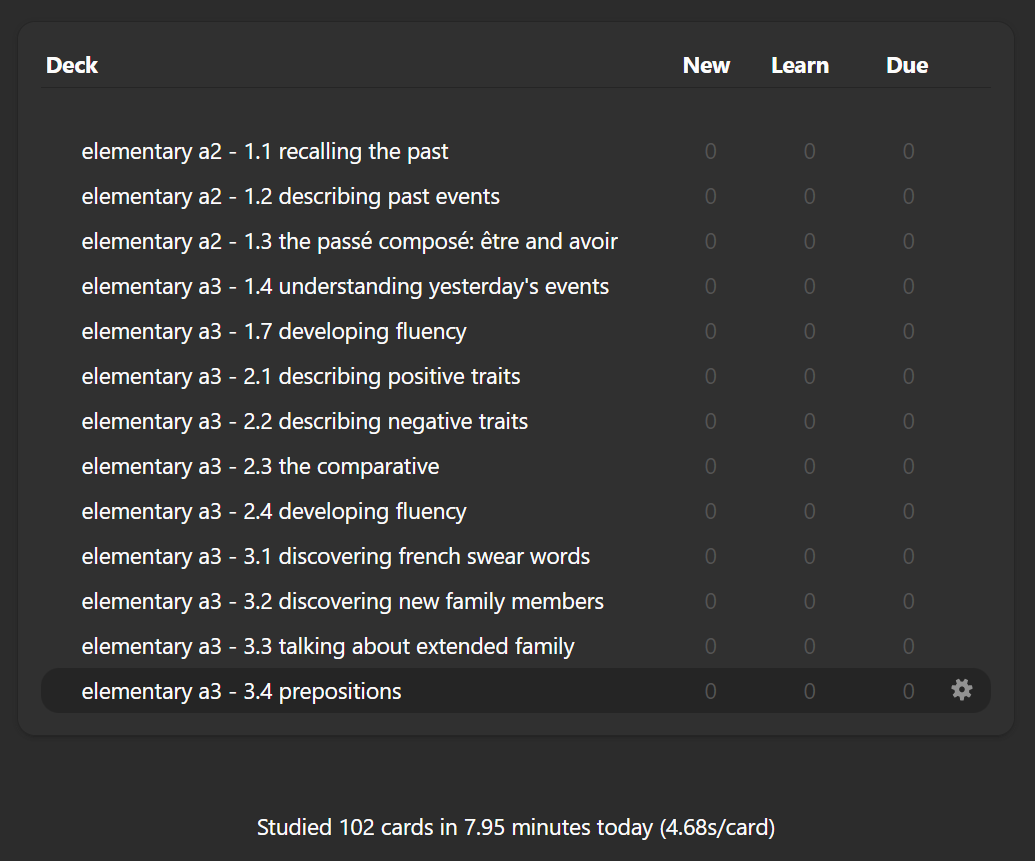 Deck New Learn Due
elementary a2 - 1.1 recalling the past 0 0 0
elementary a2 - 1.2 describing past events 0 0 0
elementary a2 - 1.3 the passé composé: être and avoir 0 0 0
elementary a3 - 1.4 understanding yesterday's events 0 0 0
elementary a3 - 1.7 developing fluency 0 0 0
elementary a3 - 2.1 describing positive traits 0 0 0
elementary a3 - 2.2 describing negative traits 0 0 0
elementary a3 - 2.3 the comparative 0 0 0
elementary a3 - 2.4 developing fluency 0 0 0
elementary a3 - 3.1 discovering french swear words 0 0 0
elementary a3 - 3.2 discovering new family members 0 0 0
elementary a3 - 3.3 talking about extended family 0 0 0
elementary a3 - 3.4 prepositions 0 0 0
Studied 102 cards in 7.95 minutes today (4.68s/card)